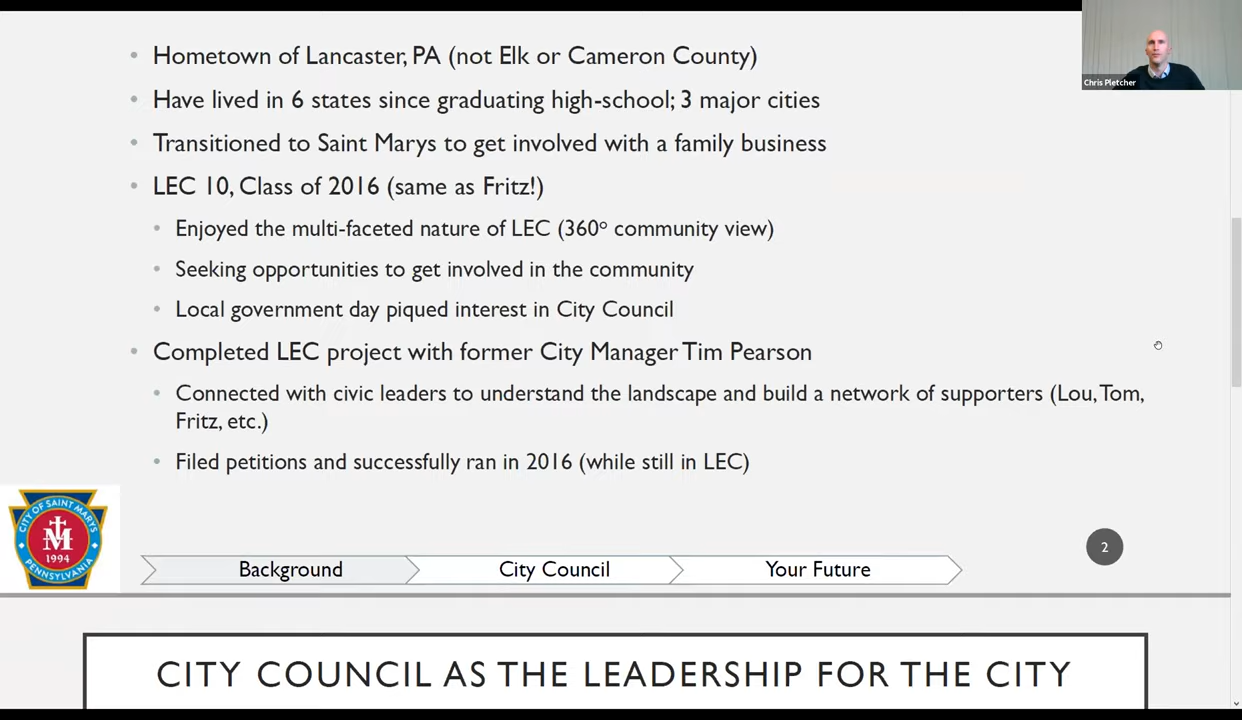 Chris Pletcher
• Hometown of Lancaster, PA (not Elk or Cameron County)
• Have lived in 6 states since graduating high-school; 3 major cities
• Transitioned to Saint Marys to get involved with a family business
• LEC 10, Class of 2016 (same as Fritz!)
• Enjoyed the multi-faceted nature of LEC (360° community view)
• Seeking opportunities to get involved in the community
• Local government day piqued interest in City Council
• Completed LEC project with former City Manager Tim Pearson
• Connected with civic leaders to understand the landscape and build a network of supporters (Lou, Tom,
Fritz, etc.)
• Filed petitions and successfully ran in 2016 (while still in LEC)
CITY OF SAINT MARYS
M
1994
PENNSYLVANIA
Background
City Council
Your Future
2
CITY COUNCIL AS THE LEADERSHIP FOR THE CITY